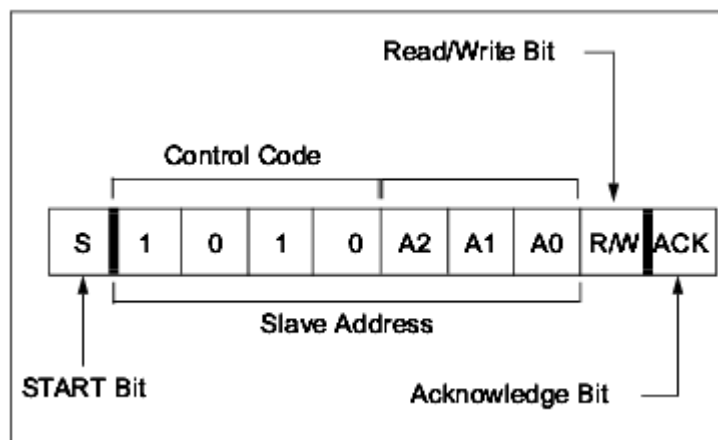 Read/Write Bit
Control Code
S 1 0 1 0 A2 A1 A0 R/W ACK
Slave Address
START Bit
Acknowledge Bit